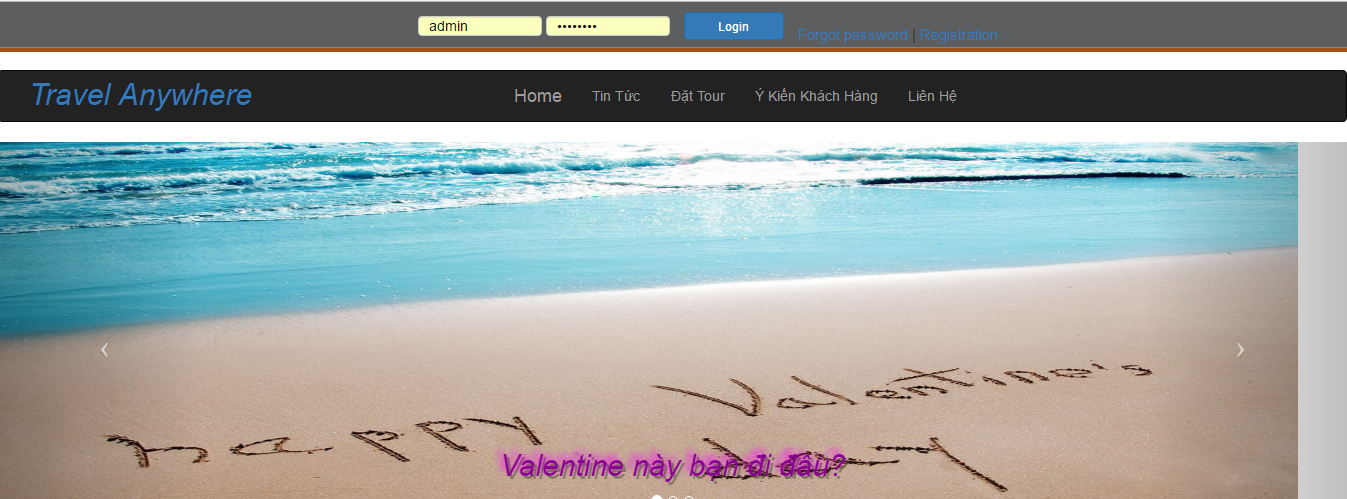 admin •••••••• Login Forgot password | Registration
Travel Anywhere Home Tin Tức Đặt Tour Ý Kiến Khách Hàng Liên Hệ
happy Valentine's
Day
Valentine này bạn đi đâu?